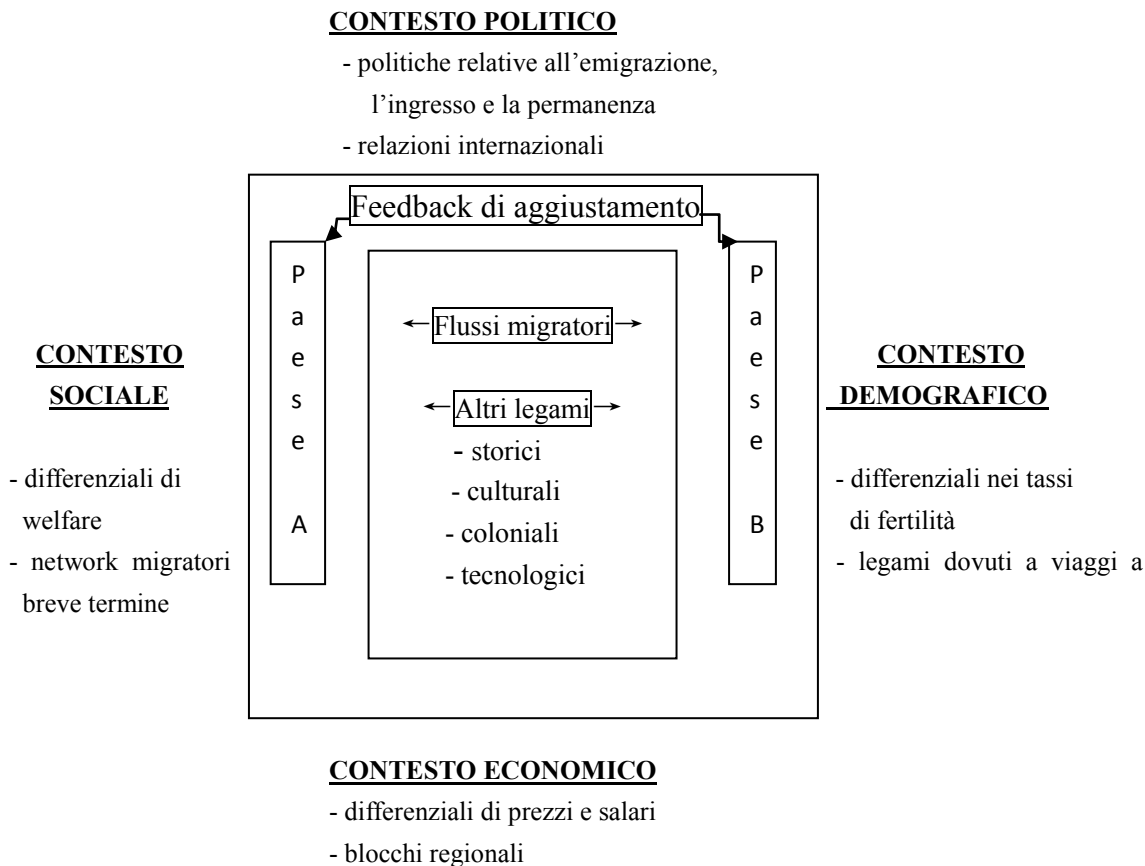 CONTESTO POLITICO
- politiche relative all’emigrazione,
l’ingresso e la permanenza
- relazioni internazionali
Feedback di aggiustamento
P
a
e
s
e
A
Flussi migratori
Altri legami
- storici
- culturali
- coloniali
- tecnologici
P
a
e
s
e
B
CONTESTO
SOCIALE
- differenziali di
welfare
- network migratori
breve termine
CONTESTO
DEMOGRAFICO
- differenziali nei tassi
di fertilità
- legami dovuti a viaggi a
CONTESTO ECONOMICO
- differenziali di prezzi e salari
- blocchi regionali